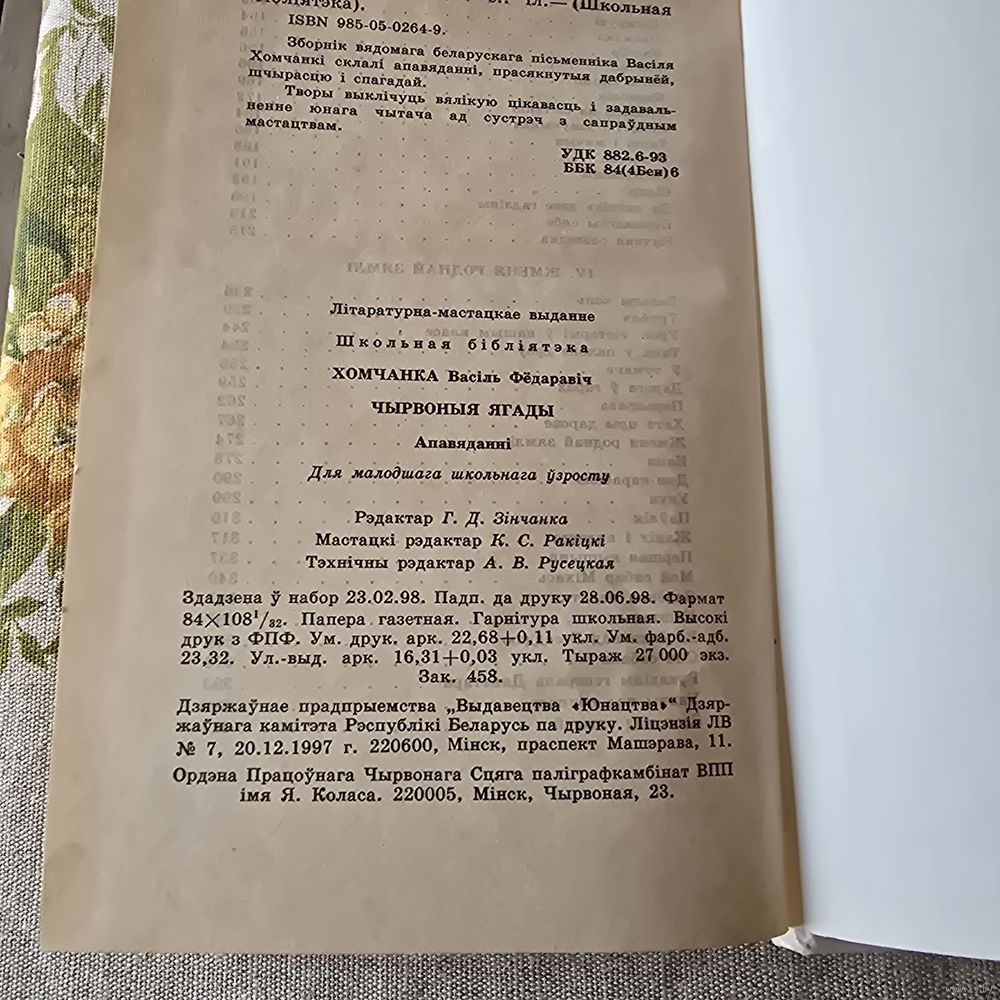 іл.— (Школьная
бібліятэка).
ISBN 985-05-0264-9.
Зборнік вядомага беларускага пісьменніка Васіля
Хомчанкі склалі апавяданні, прасякнутыя дабрынёй,
шчырасцю і спагадай.
Творы выклічуць вялікую цікавасць і задаваль-
ненне юнага чытача ад сустрэч з сапраўдным
мастацтвам.
УДК 882.6-93
ББК 84(4Беи)6
Літаратурна-мастацкае выданне
Школьная бібліятэка
ХОМЧАНКА Васіль Фёдаравіч
ЧЫРВОНЫЯ ЯГАДЫ
Апавяданні
Для малодшага школьнага ўзросту
Рэдактар Г. Д. Зінчанка
Мастацкі рэдактар К. С. Ракіцкі
Тэхнічны рэдактар А. В. Русецкая
Здадзена ў набор 23.02.98. Падп. да друку 28.06.98. Фармат
84×108¹/₃₂. Папера газетная. Гарнітура школьная. Высокі
друк з ФПФ. Ум. друк. арк. 22,68+0,11 укл. Ум. фарб.-адб.
23,32. Ул.-выд. арк. 16,31+0,03 укл. Тыраж 27 000 экз.
Зак. 458.
Дзяржаўнае прадпрыемства „Выдавецтва «Юнацтва»“ Дзяр-
жаўнага камітэта Рэспублікі Беларусь па друку. Ліцэнзія ЛВ
№ 7, 20.12.1997 г. 220600, Мінск, праспект Машэрава, 11.
Ордэна Працоўнага Чырвонага Сцяга паліграфкамбінат ВПП
імя Я. Коласа. 220005, Мінск, Чырвоная, 23.